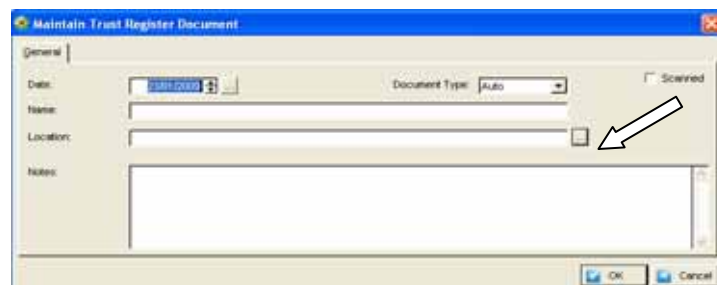 Maintain Trust Register Document
General
Date: Document Type: Auto Scanned
Name:
Location: ...
Notes:
OK Cancel